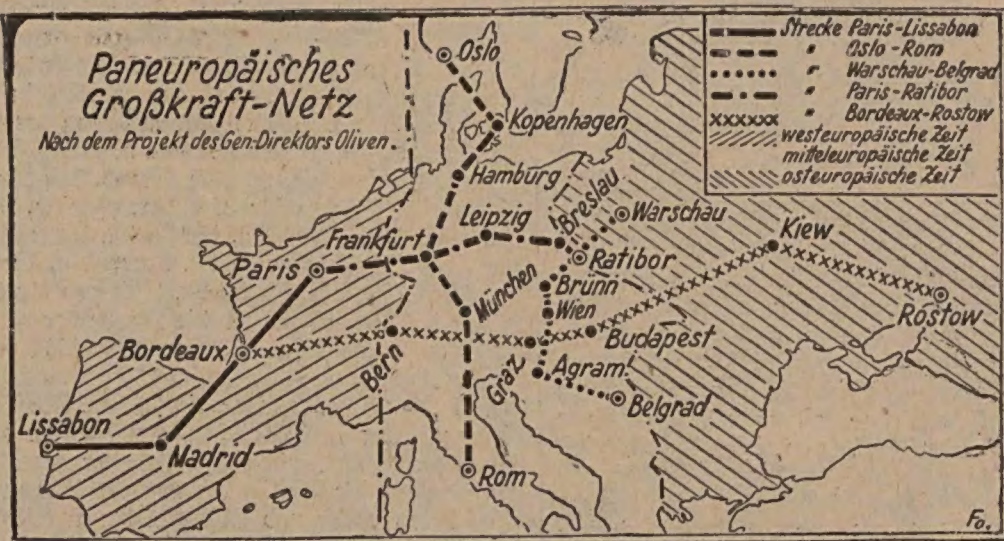 Paneuropäisches
Großkraft-Netz
Nach dem Projekt des Gen-Direktors Oliven.
Strecke Paris-Lissabon
" Oslo-Rom
" Warschau-Belgrad
" Paris-Ratibor
" Bordeaux-Rostow
westeuropäische Zeit
mitteleuropäische Zeit
osteuropäische Zeit
Oslo
Kopenhagen
Hamburg
Leipzig
Breslau
Warschau
Frankfurt
Kiew
Paris
Ratibor
München
Brünn
Wien
Rostow
Bordeaux
Bern
Budapest
Graz
Agram
Belgrad
Lissabon
Madrid
Rom
Fo.